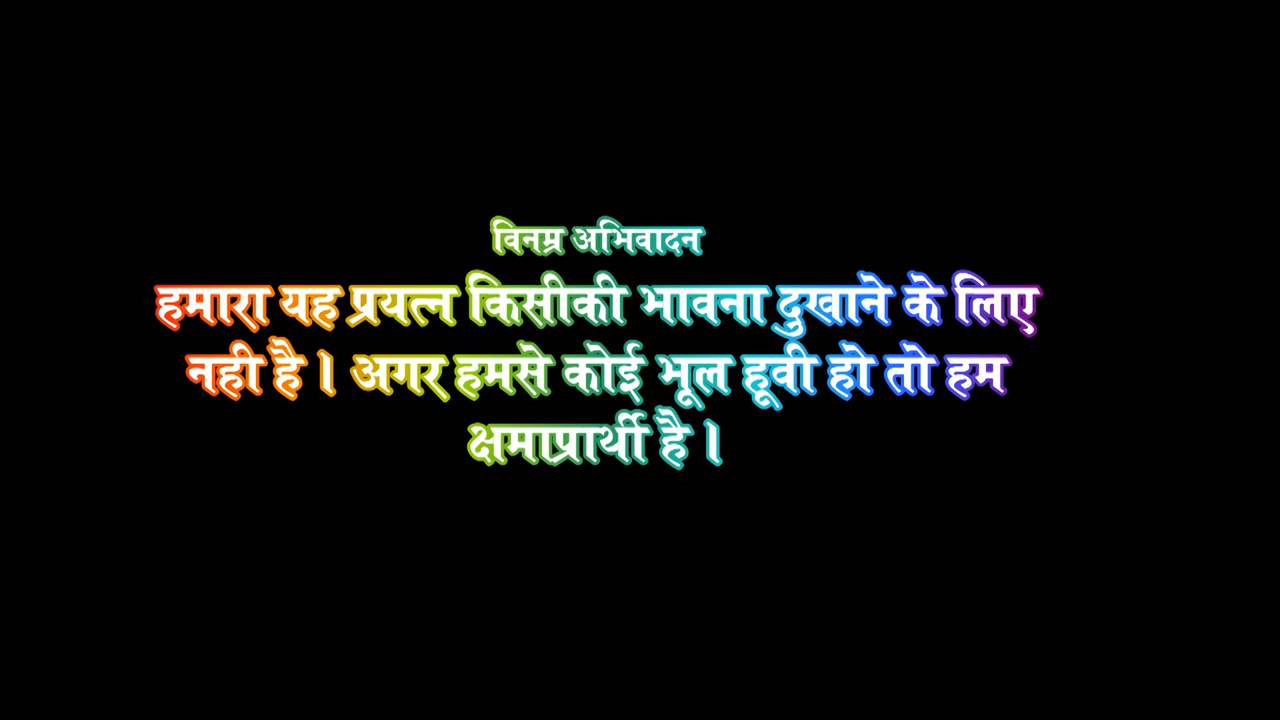 विनम्र अभिवादन
हमारा यह प्रयत्न किसीकी भावना दुखाने के लिए
नही है । अगर हमसे कोई भूल हूवी हो तो हम
क्षमाप्रार्थी है ।